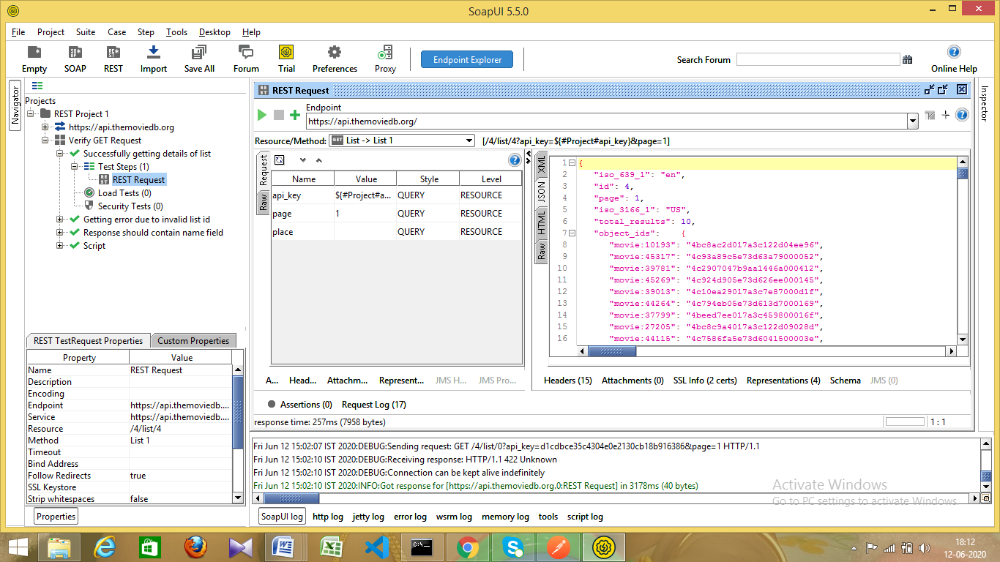 SoapUI 5.5.0
File Project Suite Case Step Tools Desktop Help
Empty SOAP REST Import Save All Forum Trial Preferences Proxy Endpoint Explorer Search Forum Online Help
Navigator
Projects
REST Project 1
https://api.themoviedb.org
Verify GET Request
Successfully getting details of list
Test Steps (1)
REST Request
Load Tests (0)
Security Tests (0)
Getting error due to invalid list id
Response should contain name field
Script
REST TestRequest Properties Custom Properties
Property Value
Name REST Request
Description
Encoding
Endpoint https://api.themoviedb....
Service https://api.themoviedb....
Resource /4/list/4
Method List 1
Timeout
Bind Address
Follow Redirects true
SSL Keystore
Strip whitespaces false
Properties
REST Request
Endpoint
https://api.themoviedb.org/
Resource/Method: GET List -> List 1 [/4/list/4?api_key=${#Project#api_key}&page=1]
Request
Raw
Name Value Style Level
api_key ${#Project#a... QUERY RESOURCE
page 1 QUERY RESOURCE
place QUERY RESOURCE
A... Head... Attachm... Represent... JMS H... JMS Pro...
XML
JSON
HTML
Raw
1 {
2 "iso_639_1": "en",
3 "id": 4,
4 "page": 1,
5 "iso_3166_1": "US",
6 "total_results": 10,
7 "object_ids": {
8 "movie:10193": "4bc8ac2d017a3c122d04ee96",
9 "movie:45317": "4c93a89c5e73d63a79000052",
10 "movie:39781": "4c2907047b9aa1446a000412",
11 "movie:45269": "4c924d905e73d626ee000145",
12 "movie:39013": "4c10ea29017a3c7e87000d1f",
13 "movie:44264": "4c794eb05e73d613d7000169",
14 "movie:37799": "4beed7ee017a3c459800016f",
15 "movie:27205": "4bc8c9a4017a3c122d09028d",
16 "movie:44115": "4c7586fa5e73d6041500003e",
Headers (15) Attachments (0) SSL Info (2 certs) Representations (4) Schema JMS (0)
Assertions (0) Request Log (17)
response time: 257ms (7958 bytes) 1 : 1
Inspector
Fri Jun 12 15:02:07 IST 2020:DEBUG:Sending request: GET /4/list/0?api_key=d1cdbce35c4304e0e2130cb18b916386&page=1 HTTP/1.1
Fri Jun 12 15:02:10 IST 2020:DEBUG:Receiving response: HTTP/1.1 422 Unknown
Fri Jun 12 15:02:10 IST 2020:DEBUG:Connection can be kept alive indefinitely
Fri Jun 12 15:02:10 IST 2020:INFO:Got response for [https://api.themoviedb.org.0:REST Request] in 3178ms (40 bytes)
Activate Windows
Go to PC settings to activate Windows.
SoapUI log http log jetty log error log wsrm log memory log tools script log
18:12
12-06-2020